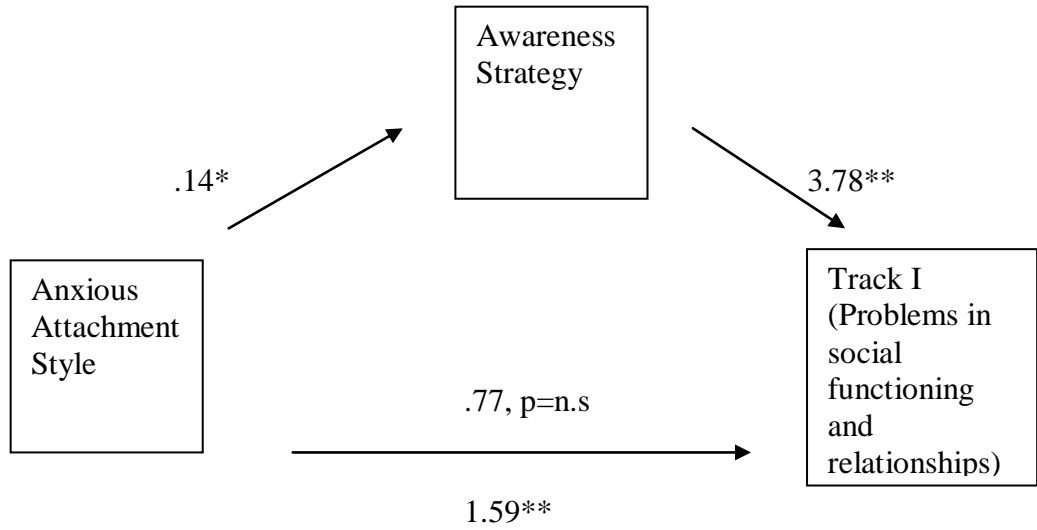 Awareness
Strategy
.14*
3.78**
Anxious
Attachment
Style
Track I
(Problems in
social
functioning
and
relationships)
.77, p=n.s
1.59**